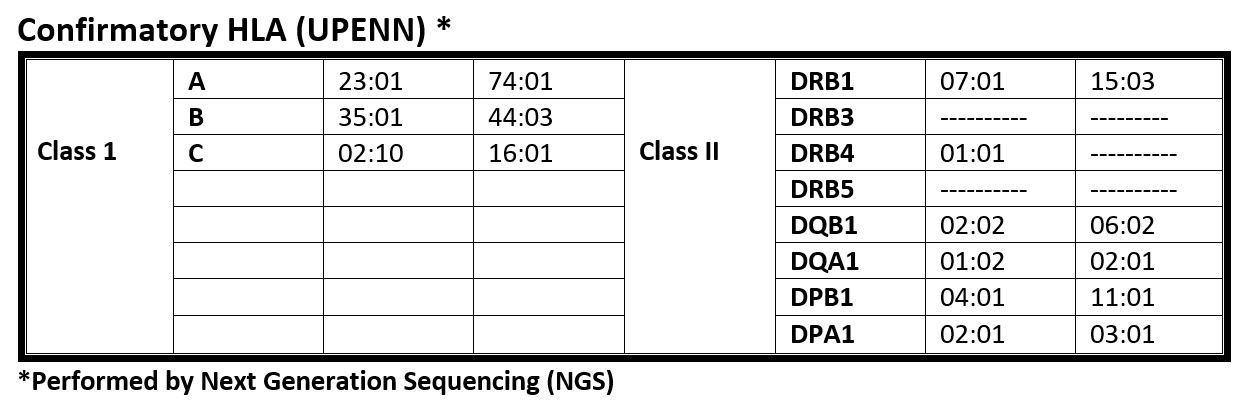 Confirmatory HLA (UPENN) *
Class 1 A 23:01 74:01 Class II DRB1 07:01 15:03
B 35:01 44:03 DRB3 ---------- ---------
C 02:10 16:01 DRB4 01:01 ----------
DRB5 ---------- ----------
DQB1 02:02 06:02
DQA1 01:02 02:01
DPB1 04:01 11:01
DPA1 02:01 03:01
*Performed by Next Generation Sequencing (NGS)